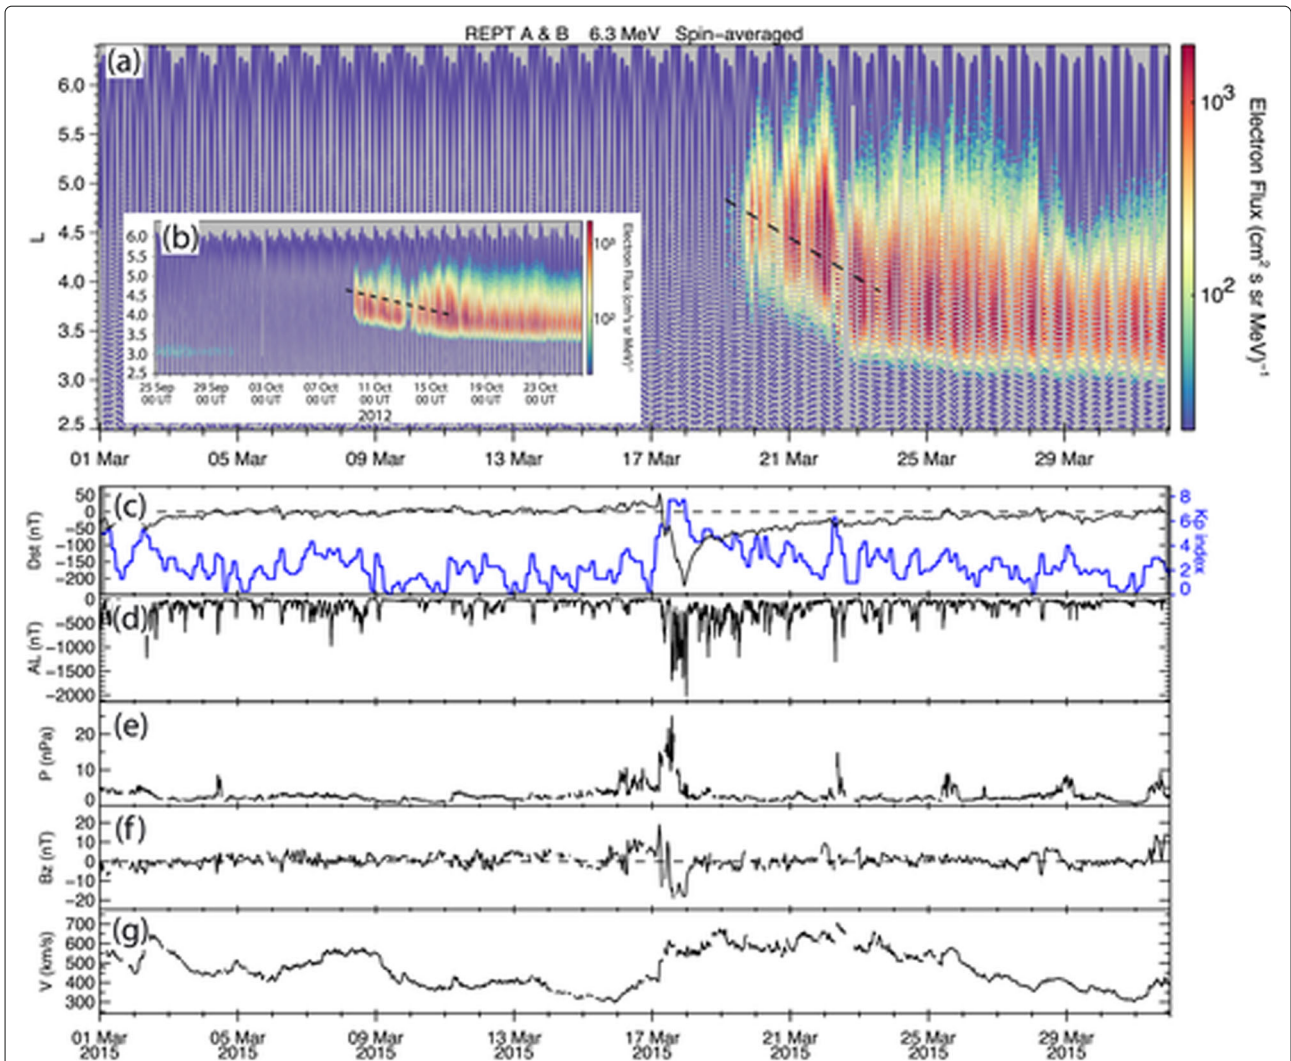 REPT A & B 6.3 MeV Spin-averaged
(a)
6.0
5.5
5.0
4.5
4.0
3.5
3.0
2.5
L
10³
10²
Electron Flux (cm² s sr MeV)⁻¹
(b)
6.0
5.5
5.0
4.5
4.0
3.5
3.0
2.5
25 Sep 29 Sep 03 Oct 07 Oct 11 Oct 15 Oct 19 Oct 23 Oct
00 UT 00 UT 00 UT 00 UT 00 UT 00 UT 00 UT 00 UT
2012
Electron Flux (cm²s sr MeV)⁻¹
01 Mar 05 Mar 09 Mar 13 Mar 17 Mar 21 Mar 25 Mar 29 Mar
(c)
50
0
-50
-100
-150
-200
Dst (nT)
8
6
4
2
0
Kp index
(d)
0
-500
-1000
-1500
-2000
AL (nT)
(e)
20
10
0
P (nPa)
(f)
20
10
0
-10
-20
Bz (nT)
(g)
700
600
500
400
300
V (km/s)
01 Mar 05 Mar 09 Mar 13 Mar 17 Mar 21 Mar 25 Mar 29 Mar
2015 2015 2015 2015 2015 2015 2015 2015